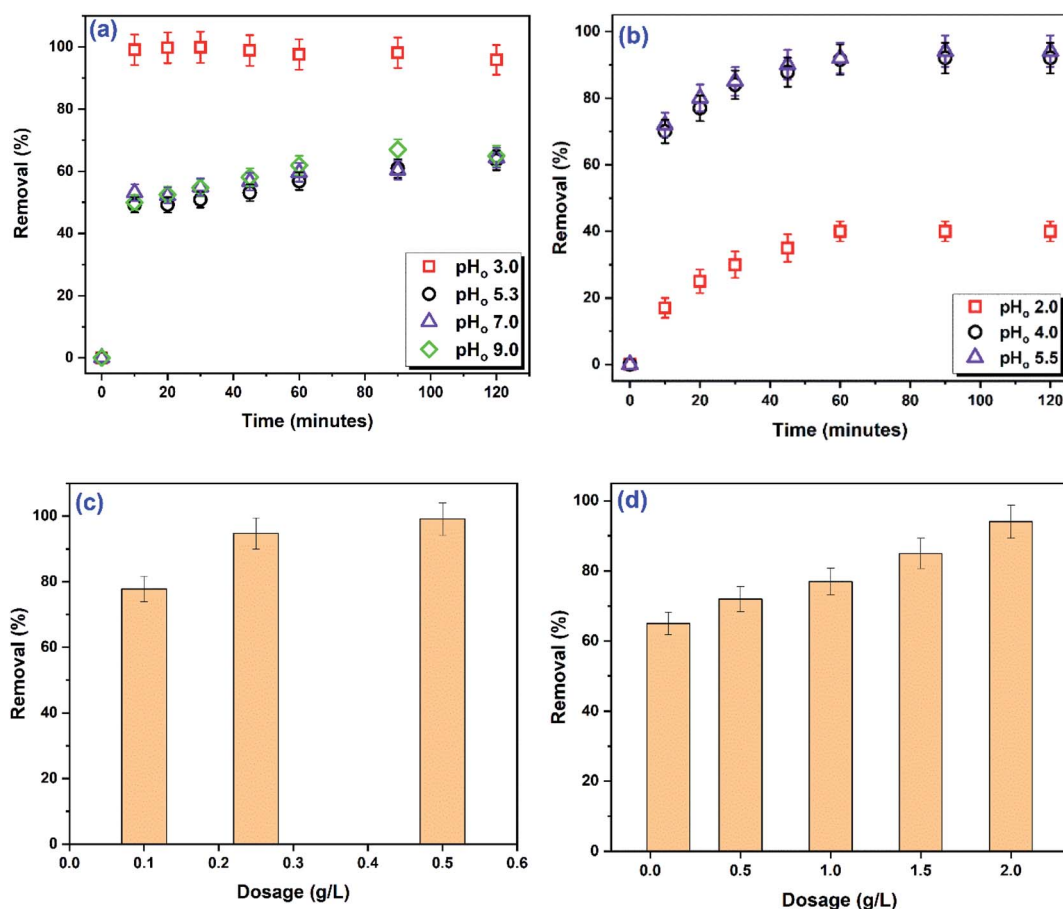 (a)
Removal (%)
100
80
60
40
20
0
pHₒ 3.0
pHₒ 5.3
pHₒ 7.0
pHₒ 9.0
0 20 40 60 80 100 120
Time (minutes)
(b)
Removal (%)
100
80
60
40
20
0
pHₒ 2.0
pHₒ 4.0
pHₒ 5.5
0 20 40 60 80 100 120
Time (minutes)
(c)
Removal (%)
100
80
60
40
20
0
0.0 0.1 0.2 0.3 0.4 0.5 0.6
Dosage (g/L)
(d)
Removal (%)
100
80
60
40
20
0
0.0 0.5 1.0 1.5 2.0
Dosage (g/L)